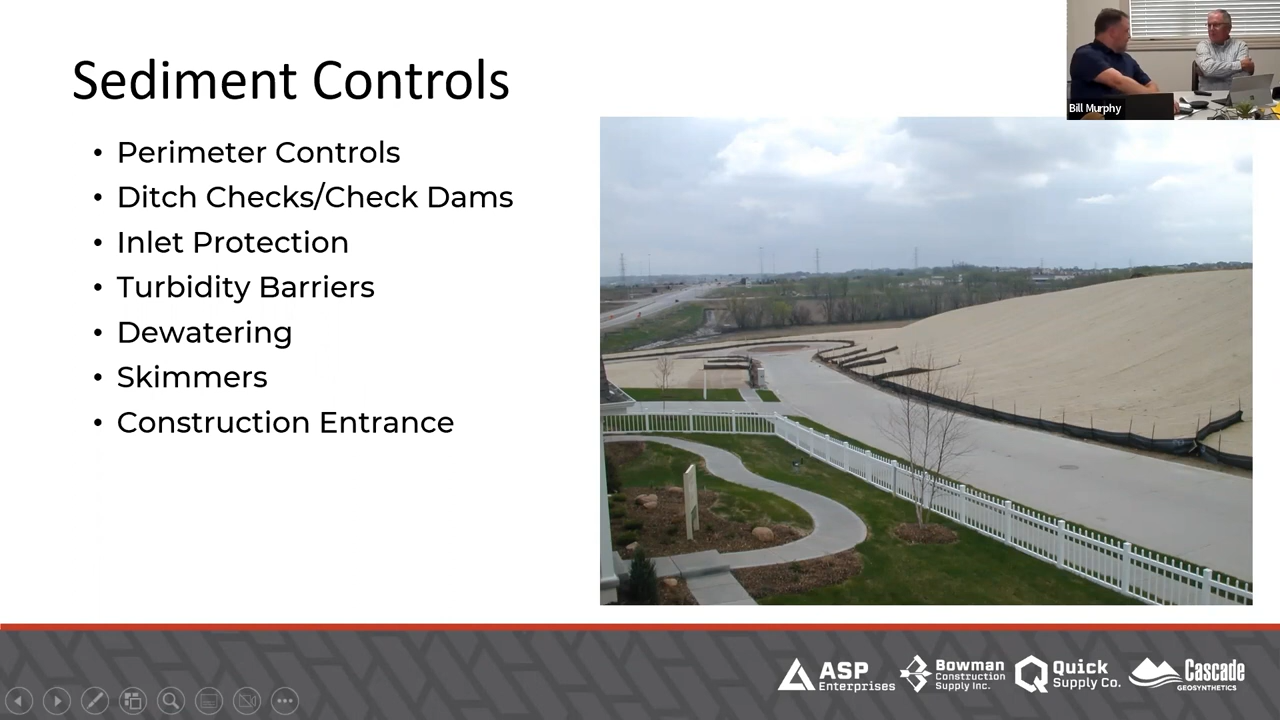 Sediment Controls
• Perimeter Controls
• Ditch Checks/Check Dams
• Inlet Protection
• Turbidity Barriers
• Dewatering
• Skimmers
• Construction Entrance
Bill Murphy
ASP
Enterprises
Bowman
Construction
Supply Inc.
Quick
Supply Co.
Cascade
GEOSYNTHETICS